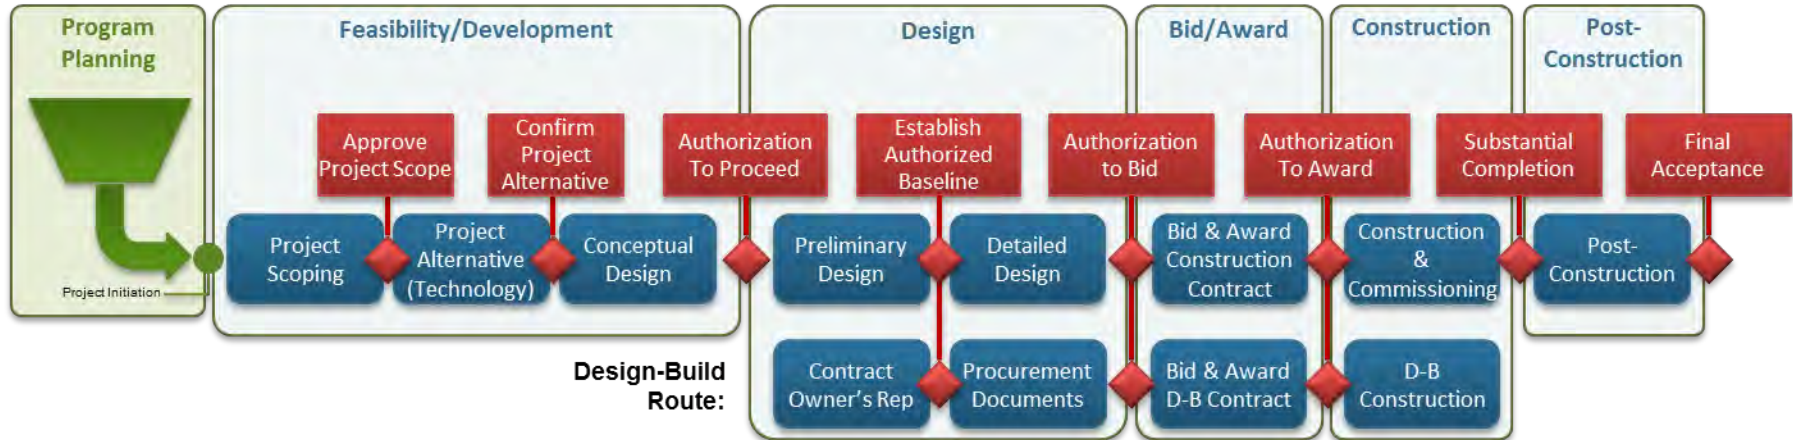 Program
Planning
Feasibility/Development
Design
Bid/Award
Construction
Post-
Construction
Approve
Project Scope
Confirm
Project
Alternative
Authorization
To Proceed
Establish
Authorized
Baseline
Authorization
to Bid
Authorization
To Award
Substantial
Completion
Final
Acceptance
Project Initiation
Project
Scoping
Project
Alternative
(Technology)
Conceptual
Design
Preliminary
Design
Detailed
Design
Bid & Award
Construction
Contract
Construction
&
Commissioning
Post-
Construction
Design-Build
Route:
Contract
Owner’s Rep
Procurement
Documents
Bid & Award
D-B Contract
D-B
Construction